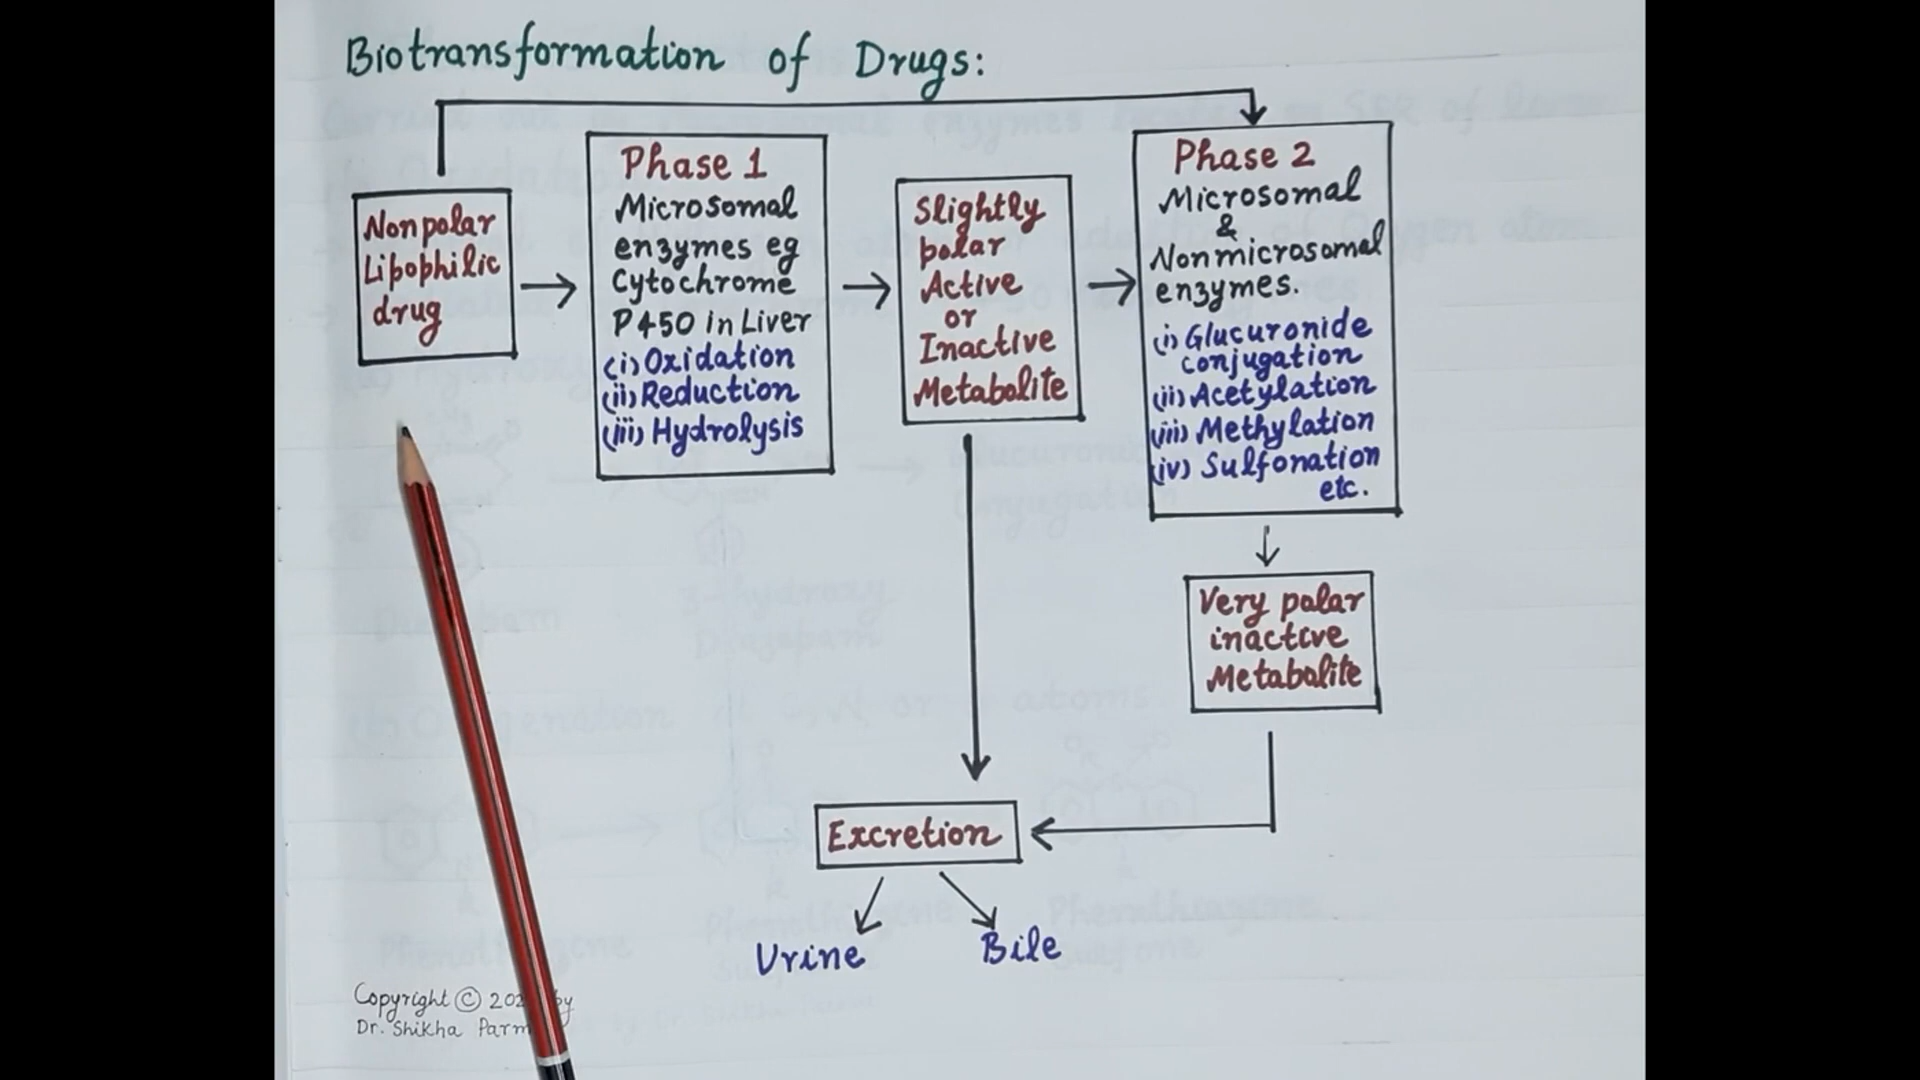 Biotransformation of Drugs:
Nonpolar
Lipophilic
drug
Phase 1
Microsomal
enzymes eg
Cytochrome
P450 in Liver
(i) Oxidation
(ii) Reduction
(iii) Hydrolysis
Slightly
polar
Active
or
Inactive
Metabolite
Phase 2
Microsomal
&
Nonmicrosomal
enzymes.
(i) Glucuronide
conjugation
(ii) Acetylation
(iii) Methylation
(iv) Sulfonation
etc.
Very polar
inactive
Metabolite
Excretion
Urine
Bile
Copyright © by
Dr. Shikha